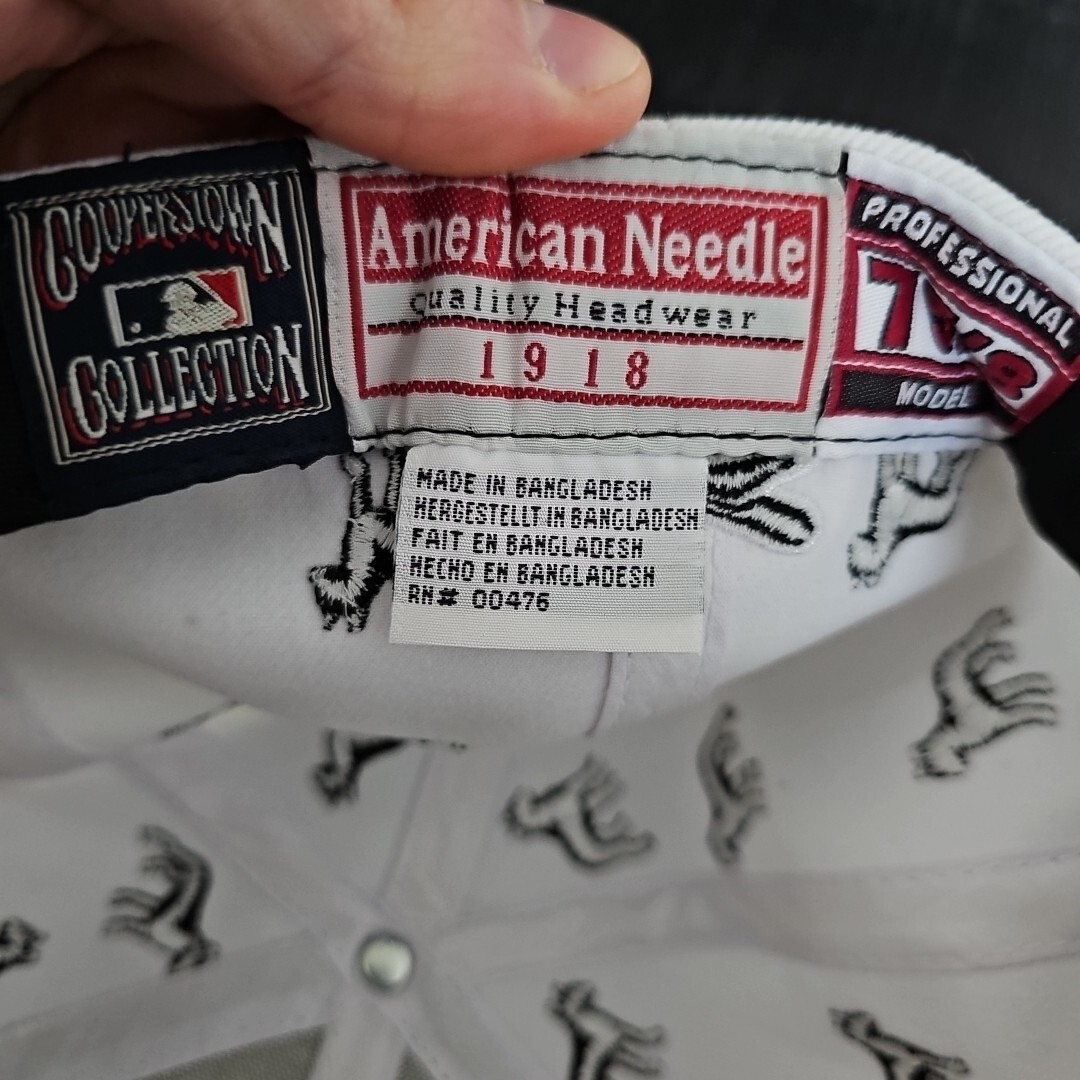 COOPERSTOWN
COLLECTION
American Needle
Quality Headwear
1918
PROFESSIONAL
MODEL
MADE IN BANGLADESH
HERGESTELLT IN BANGLADESH
FAIT EN BANGLADESH
HECHO EN BANGLADESH
RN# 00476